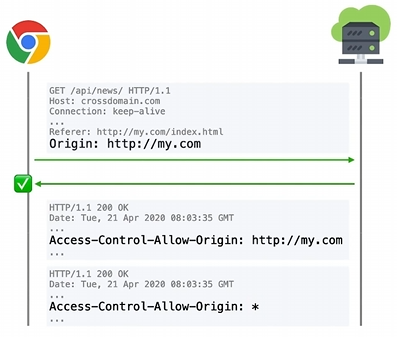 GET /api/news/ HTTP/1.1
Host: crossdomain.com
Connection: keep-alive
...
Referer: http://my.com/index.html
Origin: http://my.com
HTTP/1.1 200 OK
Date: Tue, 21 Apr 2020 08:03:35 GMT
...
Access-Control-Allow-Origin: http://my.com
...
HTTP/1.1 200 OK
Date: Tue, 21 Apr 2020 08:03:35 GMT
...
Access-Control-Allow-Origin: *
...